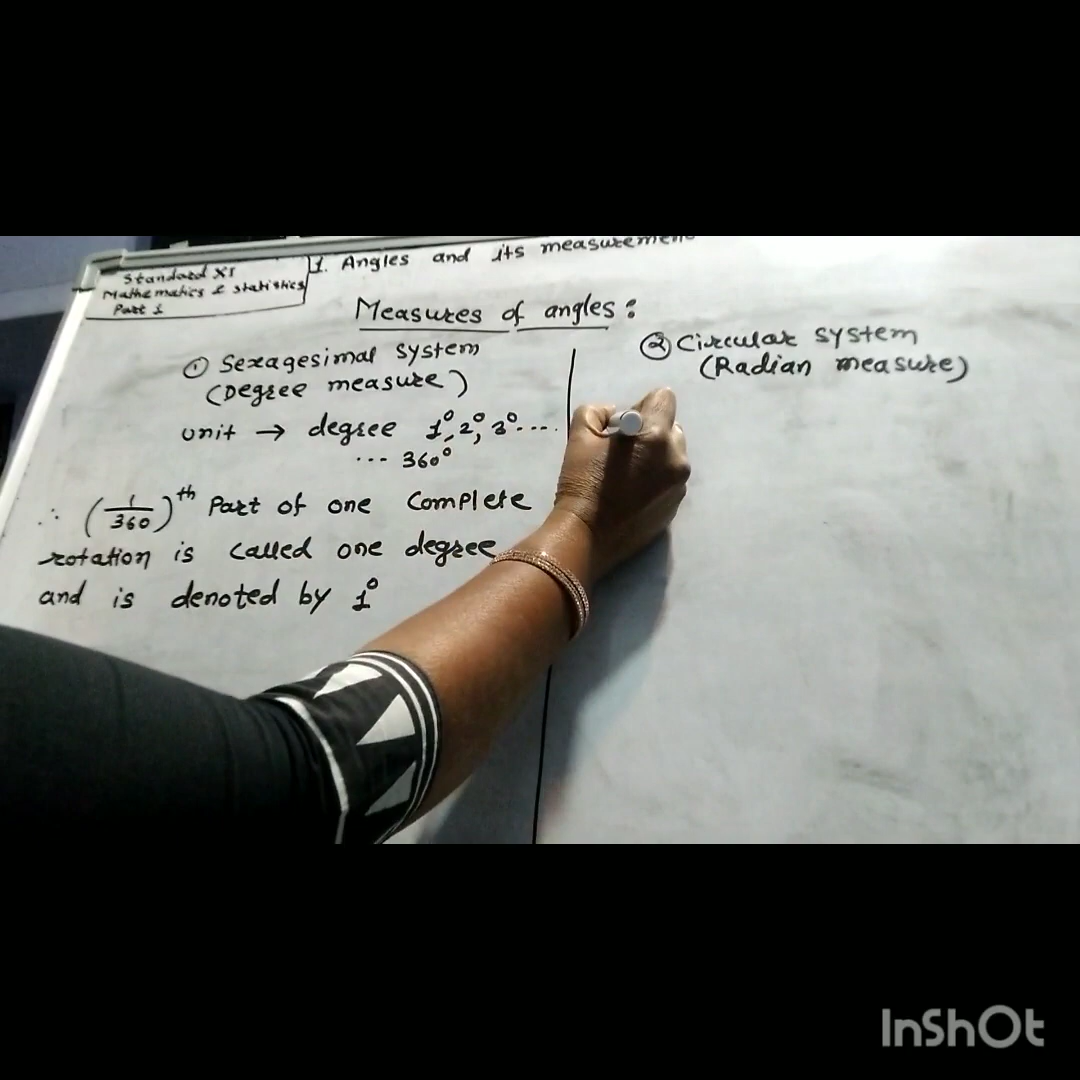 Standard XI
Mathematics & statistics
Part 1
1. Angles and its measurement
Measures of angles :
① Sexagesimal system
(Degree measure)
unit → degree 1°, 2°, 3° ....
... 360°
∴ (1/360)th Part of one complete
rotation is called one degree
and is denoted by 1°
② Circular system
(Radian measure)
InShOt